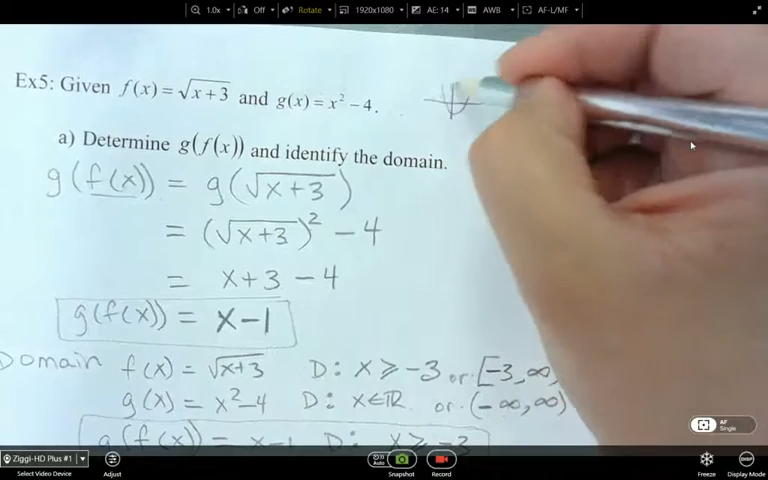 1.0x Off Rotate 1920x1080 AE: 14 AWB AF-L/MF
Ex5: Given f(x) = √x+3 and g(x) = x² – 4.
a) Determine g(f(x)) and identify the domain.
g(f(x)) = g(√x+3)
= (√x+3)² – 4
= x+3 – 4
g(f(x)) = x–1
Domain f(x) = √x+3 D: x ⩾ –3 or [–3, ∞
g(x) = x²–4 D: x∈ℝ or (–∞, ∞)
g(f(x)) = x–1 D: x ⩾ –3
AF
Single
Ziggi-HD Plus #1
Auto
Select Video Device Adjust Snapshot Record Freeze Display Mode